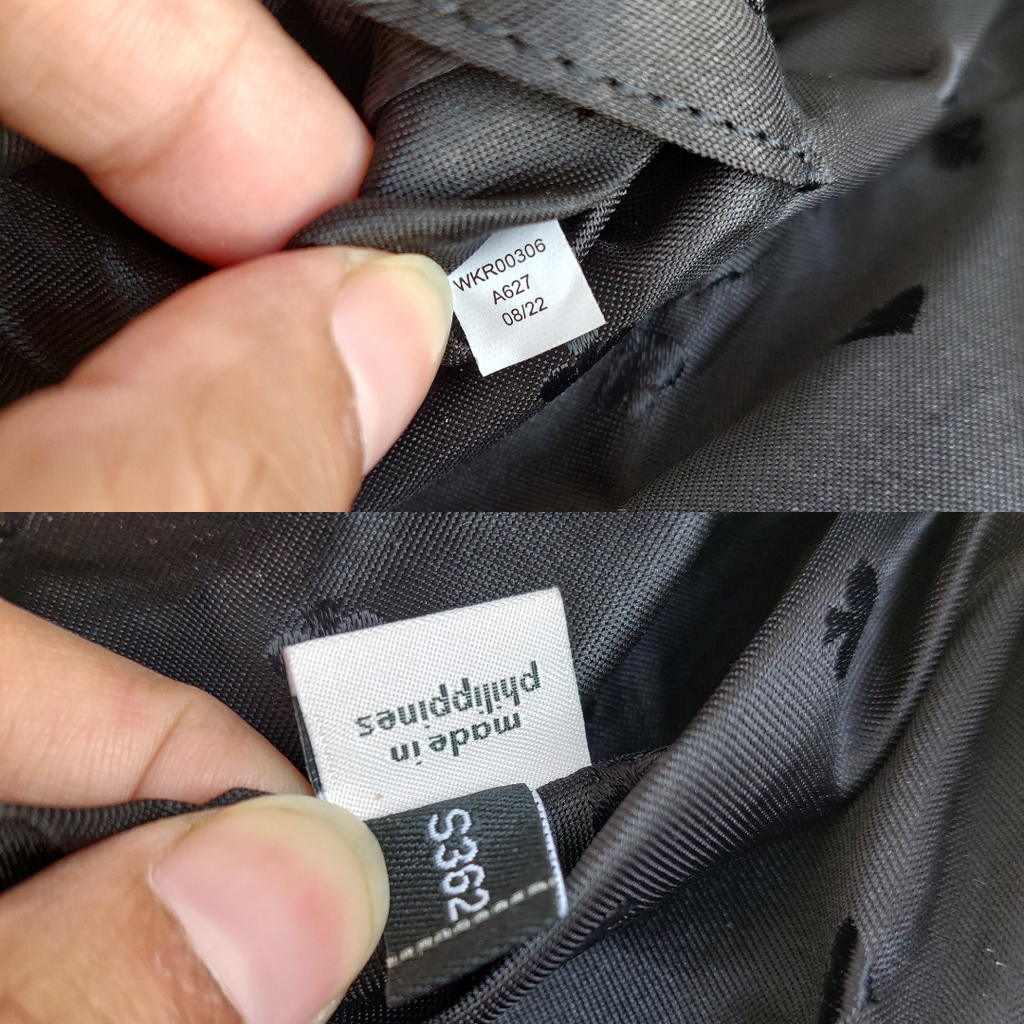 WKR00306
A627
08/22
made in
philippines
S362